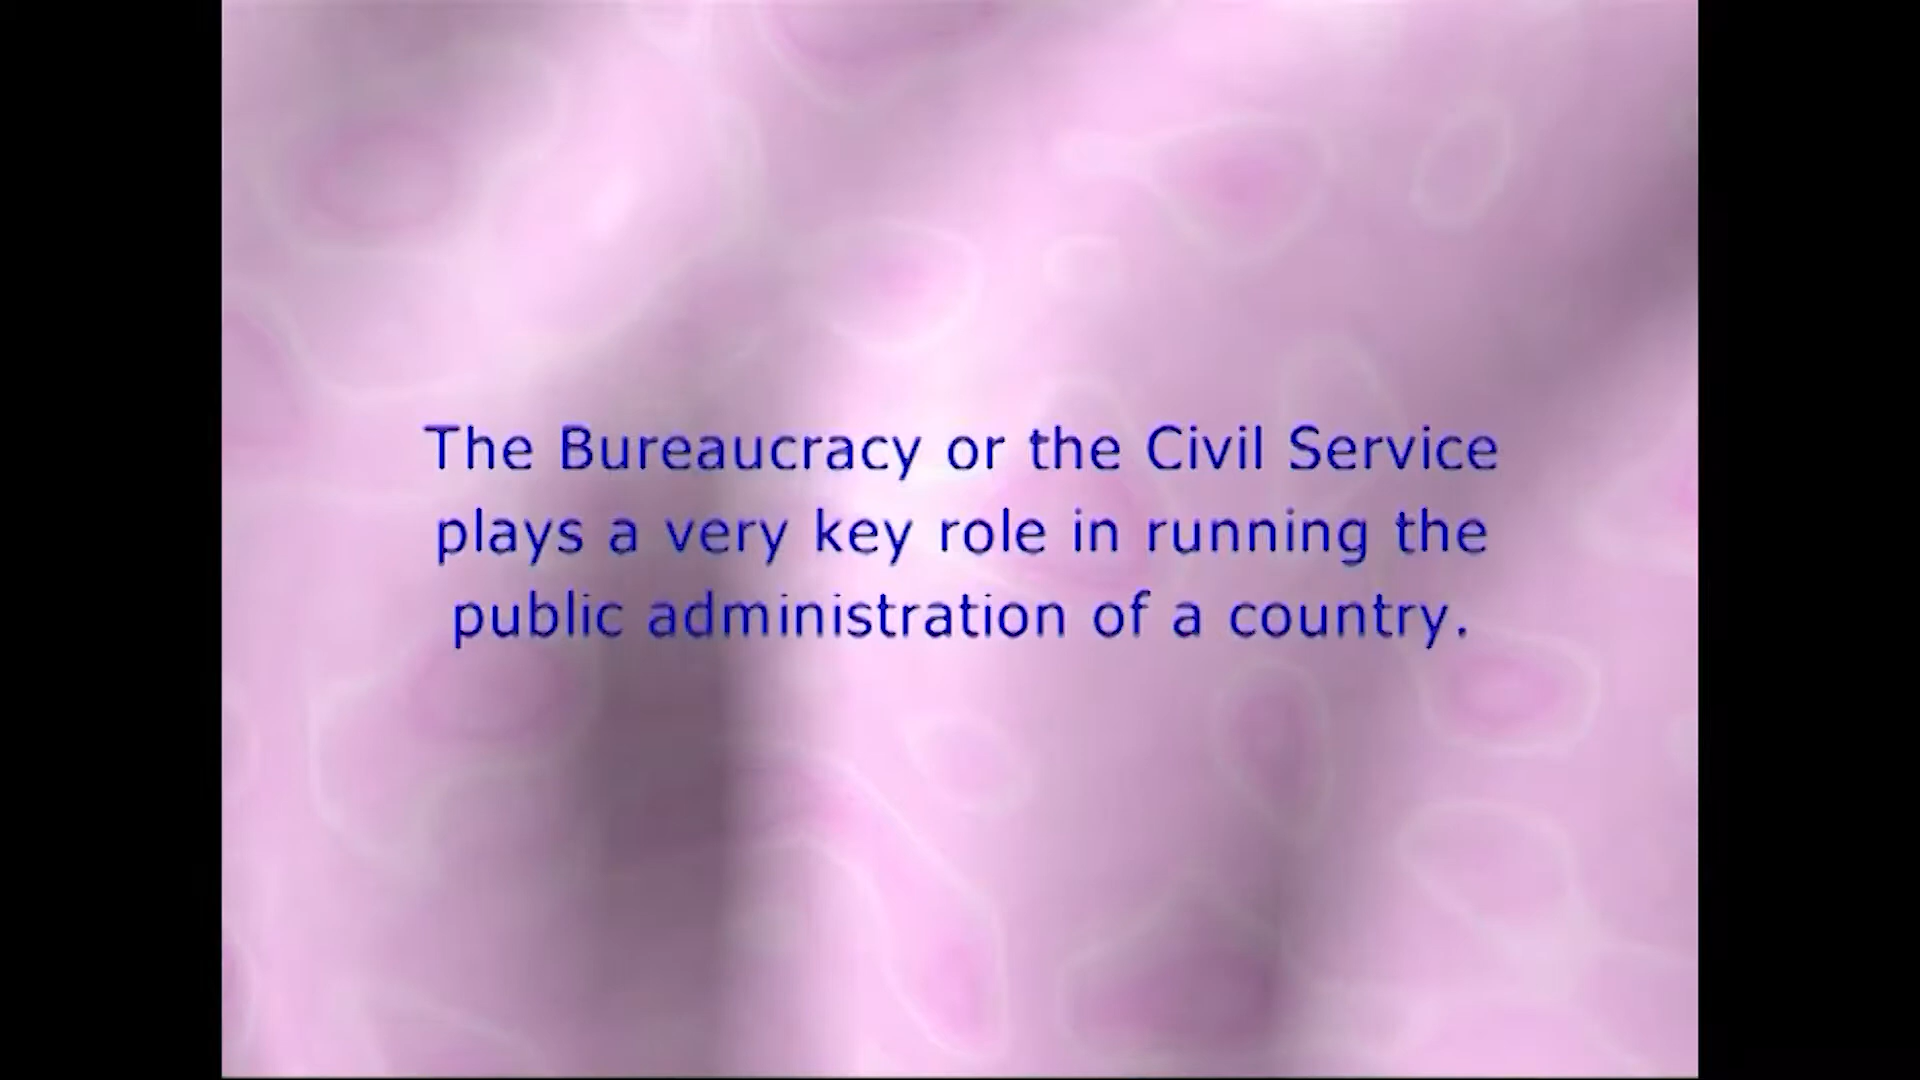 The Bureaucracy or the Civil Service
plays a very key role in running the
public administration of a country.